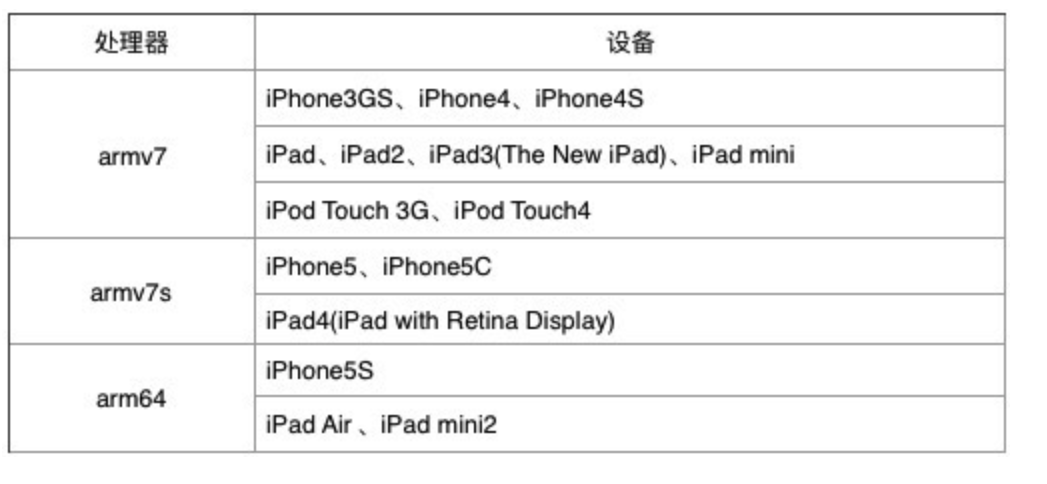 处理器 设备
iPhone3GS、iPhone4、iPhone4S
armv7
iPad、iPad2、iPad3(The New iPad)、iPad mini
iPod Touch 3G、iPod Touch4
armv7s
iPhone5、iPhone5C
iPad4(iPad with Retina Display)
arm64
iPhone5S
iPad Air 、iPad mini2